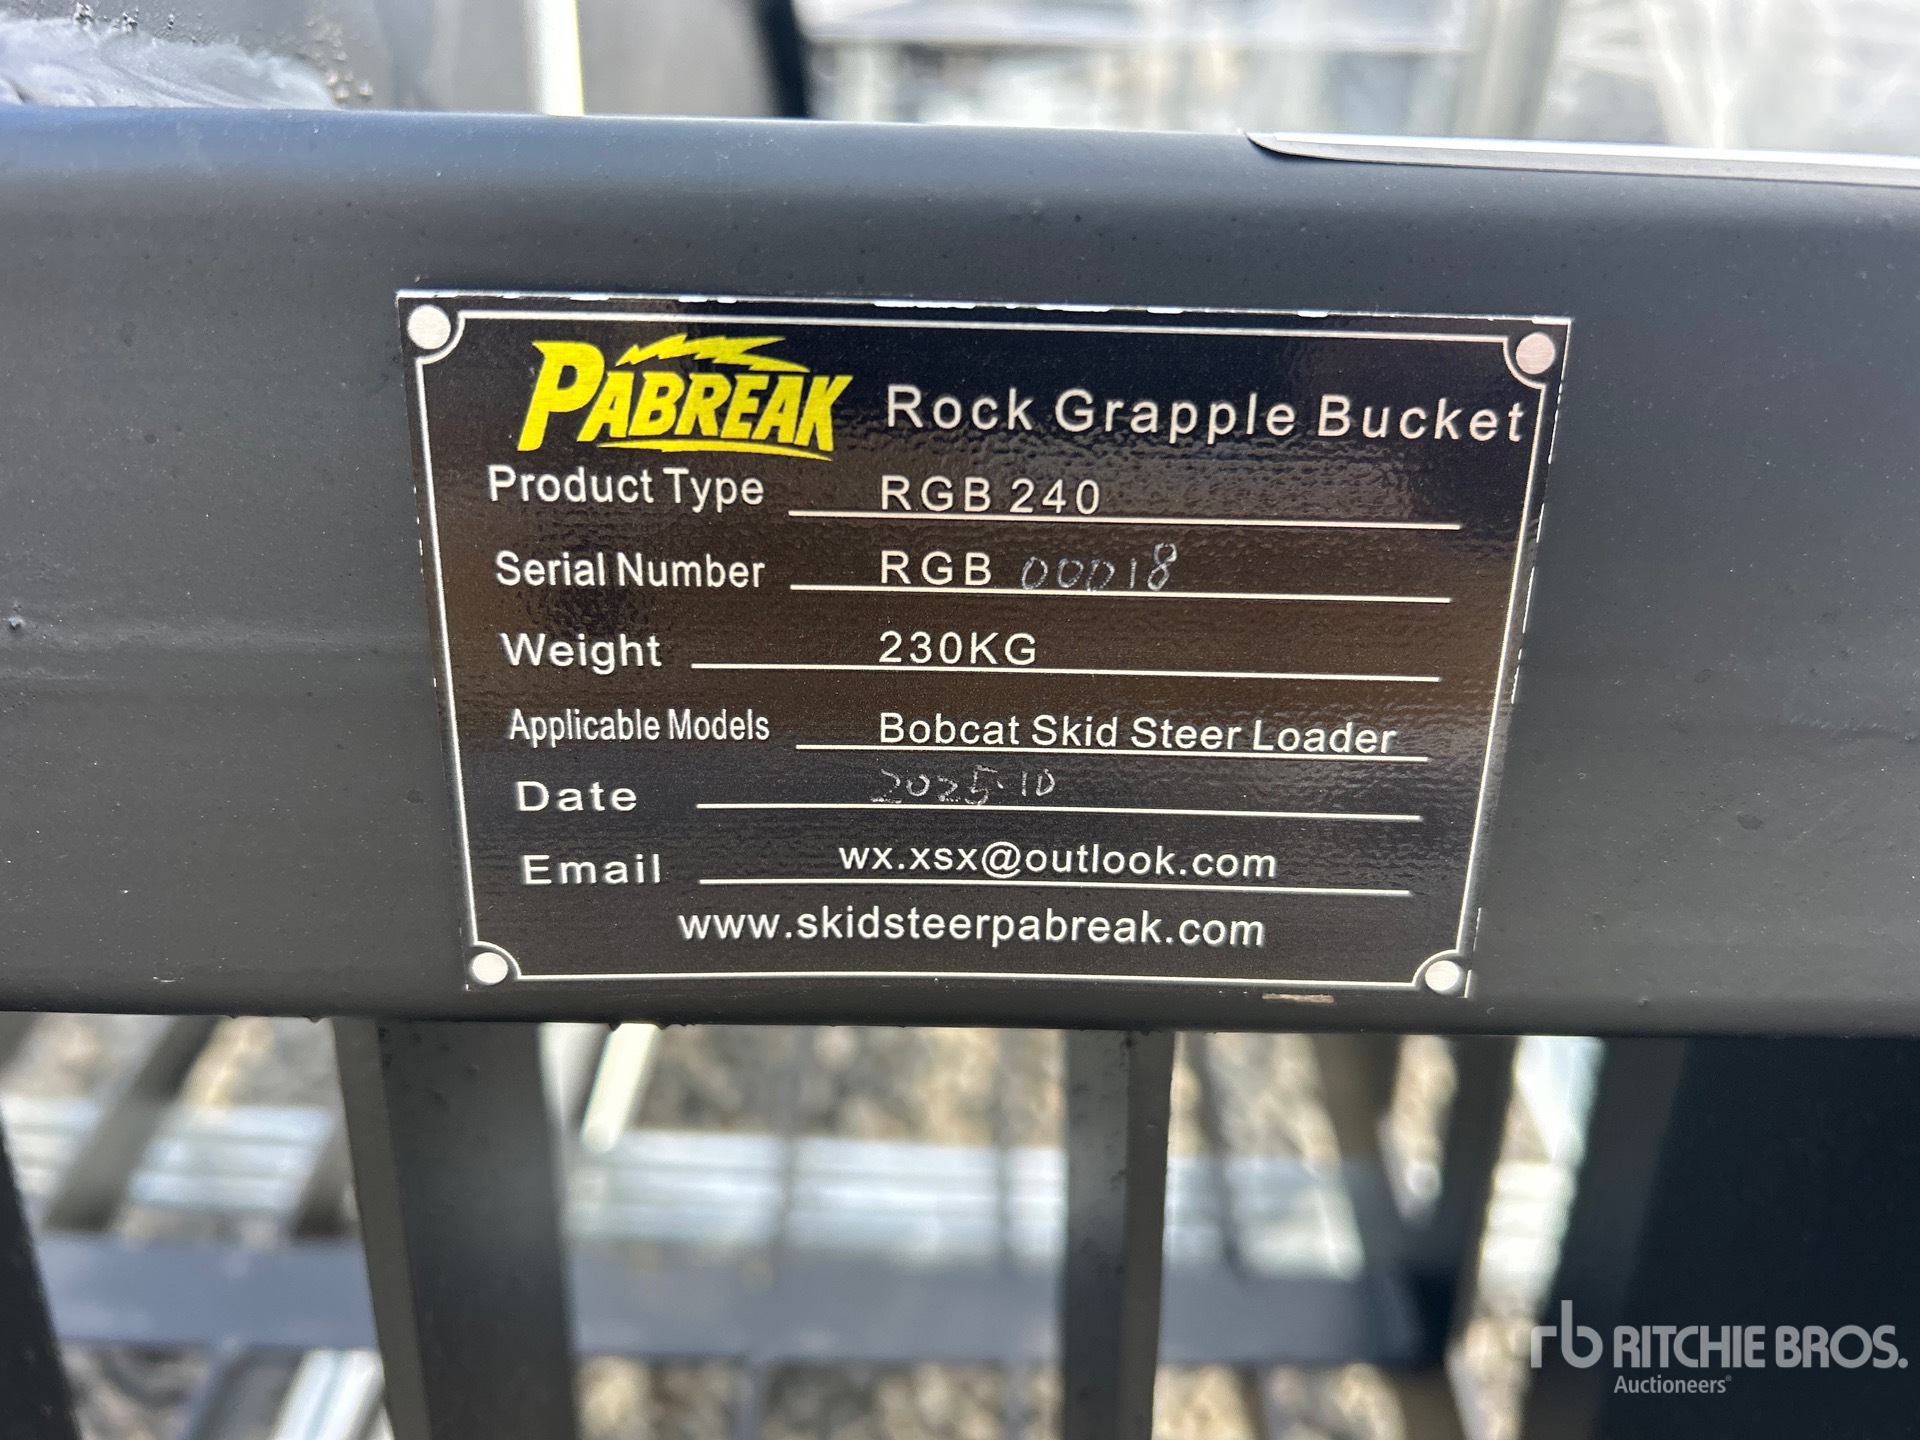 PABREAK Rock Grapple Bucket
Product Type RGB 240
Serial Number RGB 00018
Weight 230KG
Applicable Models Bobcat Skid Steer Loader
Date 2025.10
Email wx.xsx@outlook.com
www.skidsteerpabreak.com
rb RITCHIE BROS.
Auctioneers®